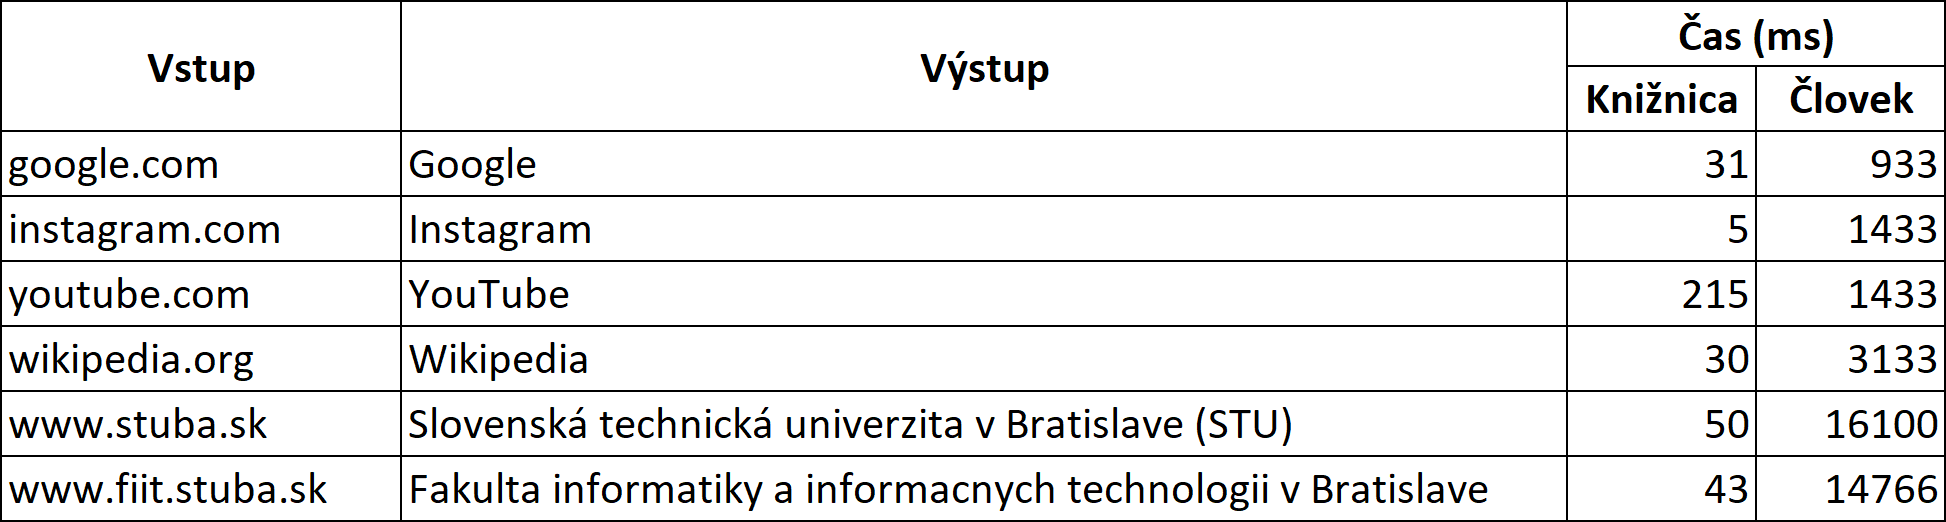 Vstup Výstup Čas (ms)
Knižnica Človek
google.com Google 31 933
instagram.com Instagram 5 1433
youtube.com YouTube 215 1433
wikipedia.org Wikipedia 30 3133
www.stuba.sk Slovenská technická univerzita v Bratislave (STU) 50 16100
www.fiit.stuba.sk Fakulta informatiky a informacnych technologii v Bratislave 43 14766